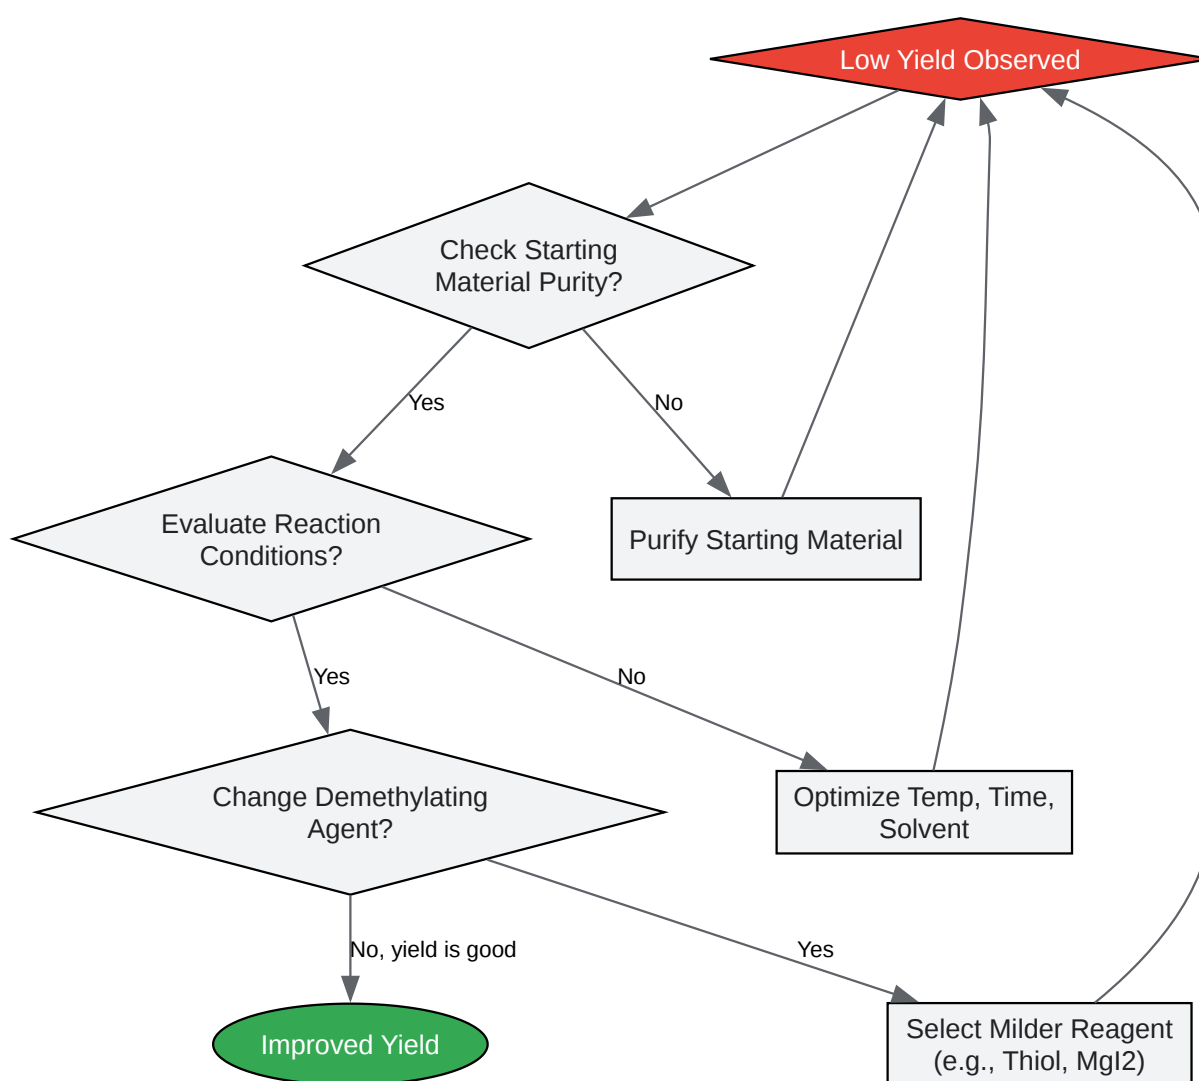 Low Yield Observed
Check Starting
Material Purity?
Yes
No
Evaluate Reaction
Conditions?
Purify Starting Material
Yes
No
Change Demethylating
Agent?
Optimize Temp, Time,
Solvent
No, yield is good
Yes
Improved Yield
Select Milder Reagent
(e.g., Thiol, MgI2)